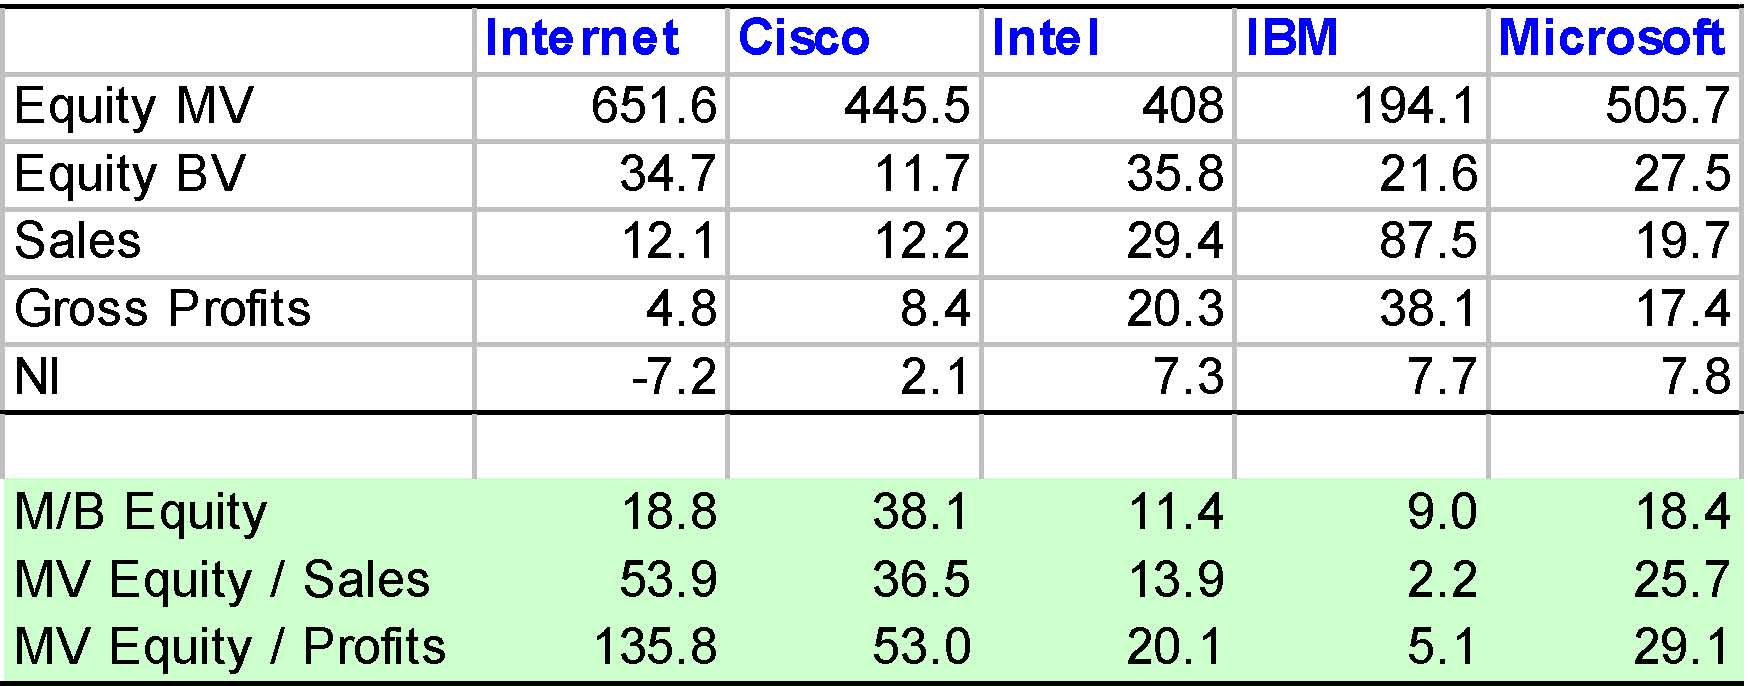 Internet Cisco Intel IBM Microsoft
Equity MV 651.6 445.5 408 194.1 505.7
Equity BV 34.7 11.7 35.8 21.6 27.5
Sales 12.1 12.2 29.4 87.5 19.7
Gross Profits 4.8 8.4 20.3 38.1 17.4
NI -7.2 2.1 7.3 7.7 7.8
M/B Equity 18.8 38.1 11.4 9.0 18.4
MV Equity / Sales 53.9 36.5 13.9 2.2 25.7
MV Equity / Profits 135.8 53.0 20.1 5.1 29.1